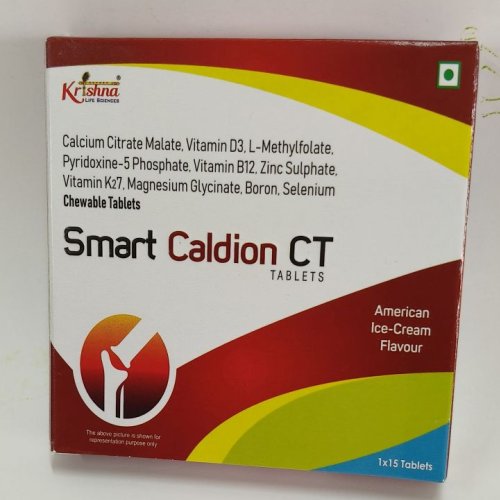 Krishna
LIFE SCIENCES
Calcium Citrate Malate, Vitamin D3, L-Methylfolate,
Pyridoxine-5 Phosphate, Vitamin B12, Zinc Sulphate,
Vitamin K27, Magnesium Glycinate, Boron, Selenium
Chewable Tablets
Smart Caldion CT
TABLETS
American
Ice-Cream
Flavour
The above picture is shown for
representation purpose only
1x15 Tablets